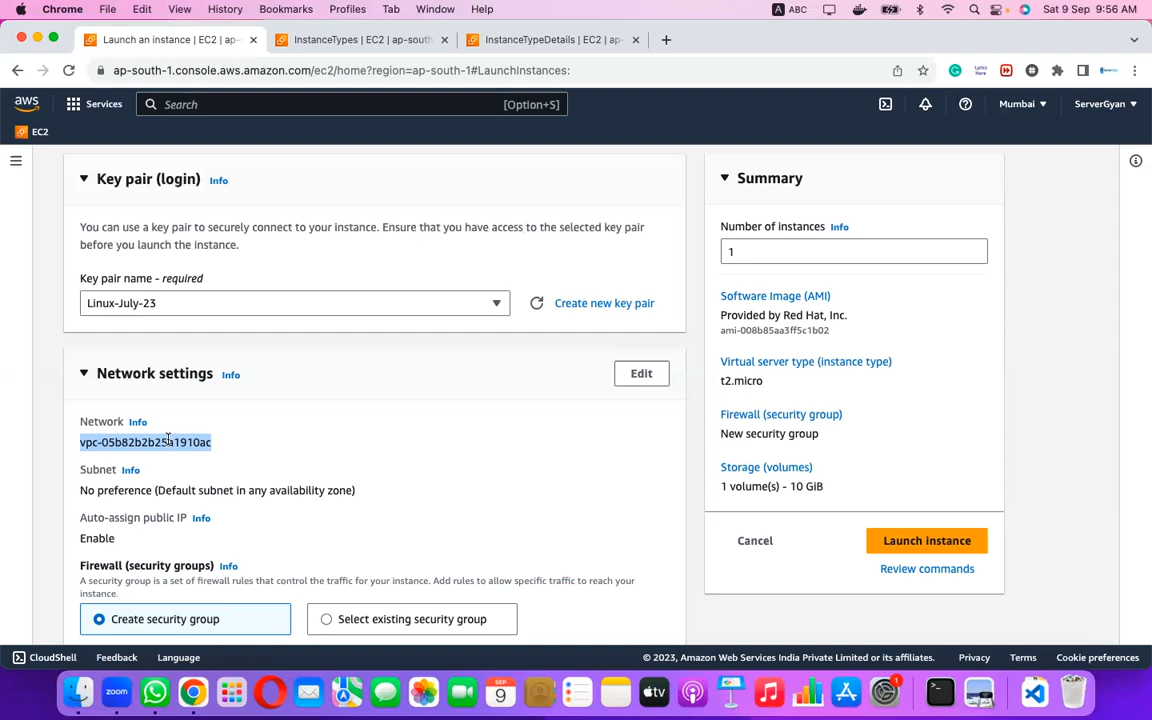 Chrome File Edit View History Bookmarks Profiles Tab Window Help A ABC Sat 9 Sep 9:56 AM
Launch an instance | EC2 | ap- InstanceTypes | EC2 | ap-south InstanceTypeDetails | EC2 | ap-
ap-south-1.console.aws.amazon.com/ec2/home?region=ap-south-1#LaunchInstances:
aws Services Search [Option+S] Mumbai ServerGyan
EC2
Key pair (login) Info
You can use a key pair to securely connect to your instance. Ensure that you have access to the selected key pair
before you launch the instance.
Key pair name - required
Linux-July-23
Create new key pair
Network settings Info
Edit
Network Info
vpc-05b82b2b25a1910ac
Subnet Info
No preference (Default subnet in any availability zone)
Auto-assign public IP Info
Enable
Firewall (security groups) Info
A security group is a set of firewall rules that control the traffic for your instance. Add rules to allow specific traffic to reach your
instance.
Create security group
Select existing security group
Summary
Number of instances Info
1
Software Image (AMI)
Provided by Red Hat, Inc.
ami-008b85aa3ff5c1b02
Virtual server type (instance type)
t2.micro
Firewall (security group)
New security group
Storage (volumes)
1 volume(s) - 10 GiB
Cancel
Launch instance
Review commands
CloudShell Feedback Language © 2023, Amazon Web Services India Private Limited or its affiliates. Privacy Terms Cookie preferences
zoom SEP tv 1
9